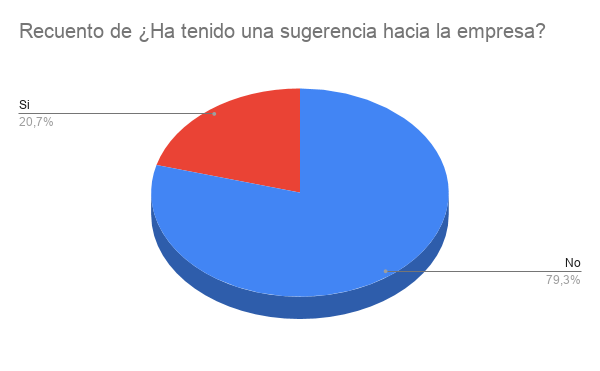 Recuento de ¿Ha tenido una sugerencia hacia la empresa?
Si
20,7%
No
79,3%